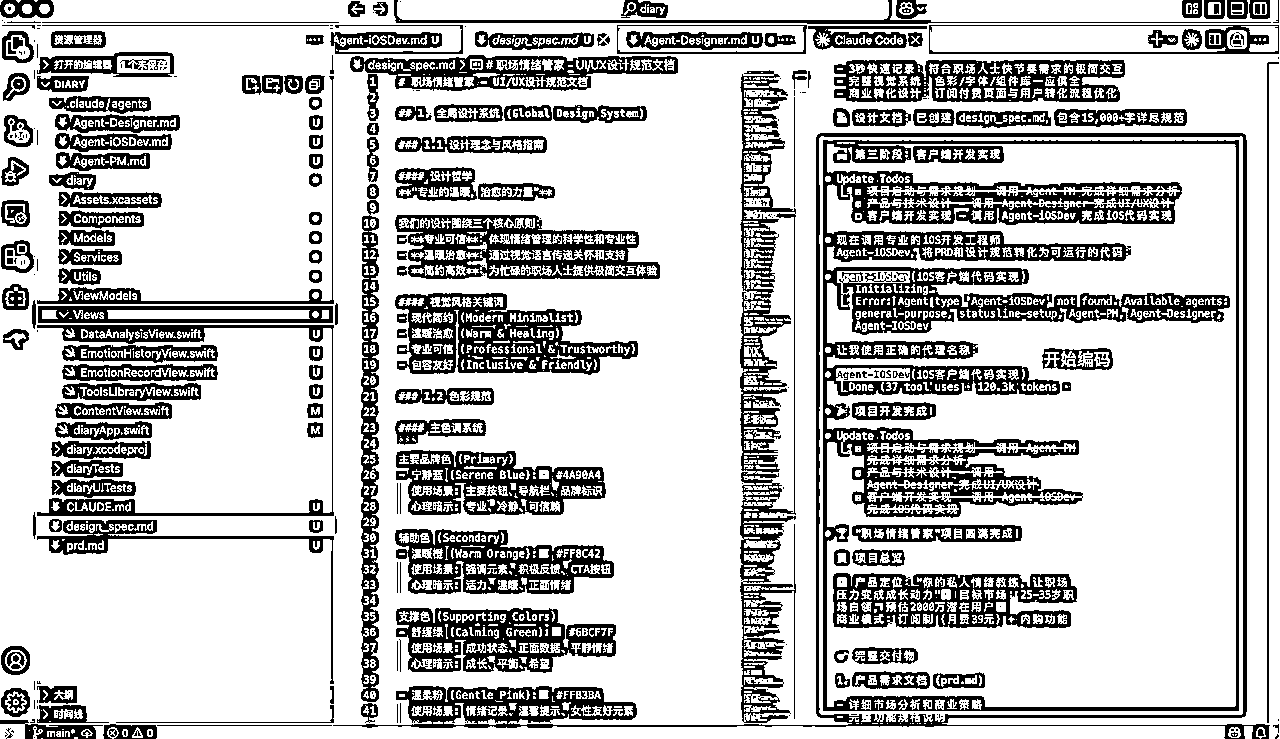 diary
资源管理器
打开的编辑器 1个未保存
DIARY
.claude/agents
Agent-Designer.md U
Agent-iOSDev.md U
Agent-PM.md U
diary
Assets.xcassets
Components
Models
Services
Utils
ViewModels
Views
DataAnalysisView.swift U
EmotionHistoryView.swift U
EmotionRecordView.swift U
ToolsLibraryView.swift U
ContentView.swift M
diaryApp.swift M
diary.xcodeproj
diaryTests
diaryUITests
CLAUDE.md U
design_spec.md U
prd.md U
大纲
时间线
main*
0 0
Agent-iOSDev.md U
design_spec.md U
Agent-Designer.md U
design_spec.md > # 职场情绪管家 - UI/UX设计规范文档
1 # 职场情绪管家 - UI/UX设计规范文档
2
3 ## 1. 全局设计系统 (Global Design System)
4
5 ### 1.1 设计理念与风格指南
6
7 #### 设计哲学
8 **"专业的温暖，治愈的力量"**
9
10 我们的设计围绕三个核心原则：
11 - **专业可信**：体现情绪管理的科学性和专业性
12 - **温暖治愈**：通过视觉语言传递关怀和支持
13 - **简约高效**：为忙碌的职场人士提供极简交互体验
14
15 #### 视觉风格关键词
16 - 现代简约 (Modern Minimalist)
17 - 温暖治愈 (Warm & Healing)
18 - 专业可信 (Professional & Trustworthy)
19 - 包容友好 (Inclusive & Friendly)
20
21 ### 1.2 色彩规范
22
23 #### 主色调系统
24 ```
25 主要品牌色 (Primary)
26 - 宁静蓝 (Serene Blue): #4A90A4
27 使用场景：主要按钮、导航栏、品牌标识
28 心理暗示：专业、冷静、可信赖
29
30 辅助色 (Secondary)
31 - 温暖橙 (Warm Orange): #FF8C42
32 使用场景：强调元素、积极反馈、CTA按钮
33 心理暗示：活力、温暖、正面情绪
34
35 支撑色 (Supporting Colors)
36 - 舒缓绿 (Calming Green): #6BCF7F
37 使用场景：成功状态、正面数据、平静情绪
38 心理暗示：成长、平衡、希望
39
40 - 温柔粉 (Gentle Pink): #FFB3BA
41 使用场景：情绪记录、温馨提示、女性友好元素
Claude Code
- 3秒快速记录：符合职场人士快节奏需求的极简交互
- 完整视觉系统：色彩/字体/组件库一应俱全
- 商业转化设计：订阅付费页面与用户转化流程优化
设计文档：已创建 design_spec.md，包含15,000+字详尽规范
第三阶段：客户端开发实现
Update Todos
项目启动与需求规划 - 调用 Agent-PM 完成详细需求分析
产品与技术设计 - 调用 Agent-Designer 完成UI/UX设计
客户端开发实现 - 调用 Agent-iOSDev 完成iOS代码实现
现在调用专业的iOS开发工程师
Agent-iOSDev，将PRD和设计规范转化为可运行的代码：
Agent-iOSDev(iOS客户端代码实现)
Initializing…
Error: Agent type 'Agent-iOSDev' not found. Available agents:
general-purpose, statusline-setup, Agent-PM, Agent-Designer,
Agent-IOSDev
让我使用正确的代理名称：
开始编码
Agent-IOSDev(iOS客户端代码实现)
Done (37 tool uses · 120.3k tokens ·
项目开发完成！
Update Todos
项目启动与需求规划 - 调用 Agent-PM
完成详细需求分析
产品与技术设计 - 调用
Agent-Designer 完成UI/UX设计
客户端开发实现 - 调用 Agent-iOSDev
完成iOS代码实现
"职场情绪管家"项目圆满完成！
项目总览
产品定位："你的私人情绪教练，让职场
压力变成成长动力" 目标市场：25-35岁职
场白领，预估2000万潜在用户
商业模式：订阅制 (月费39元) + 内购功能
完整交付物
1. 产品需求文档 (prd.md)
- 详细市场分析和商业策略
- 完整功能规格说明